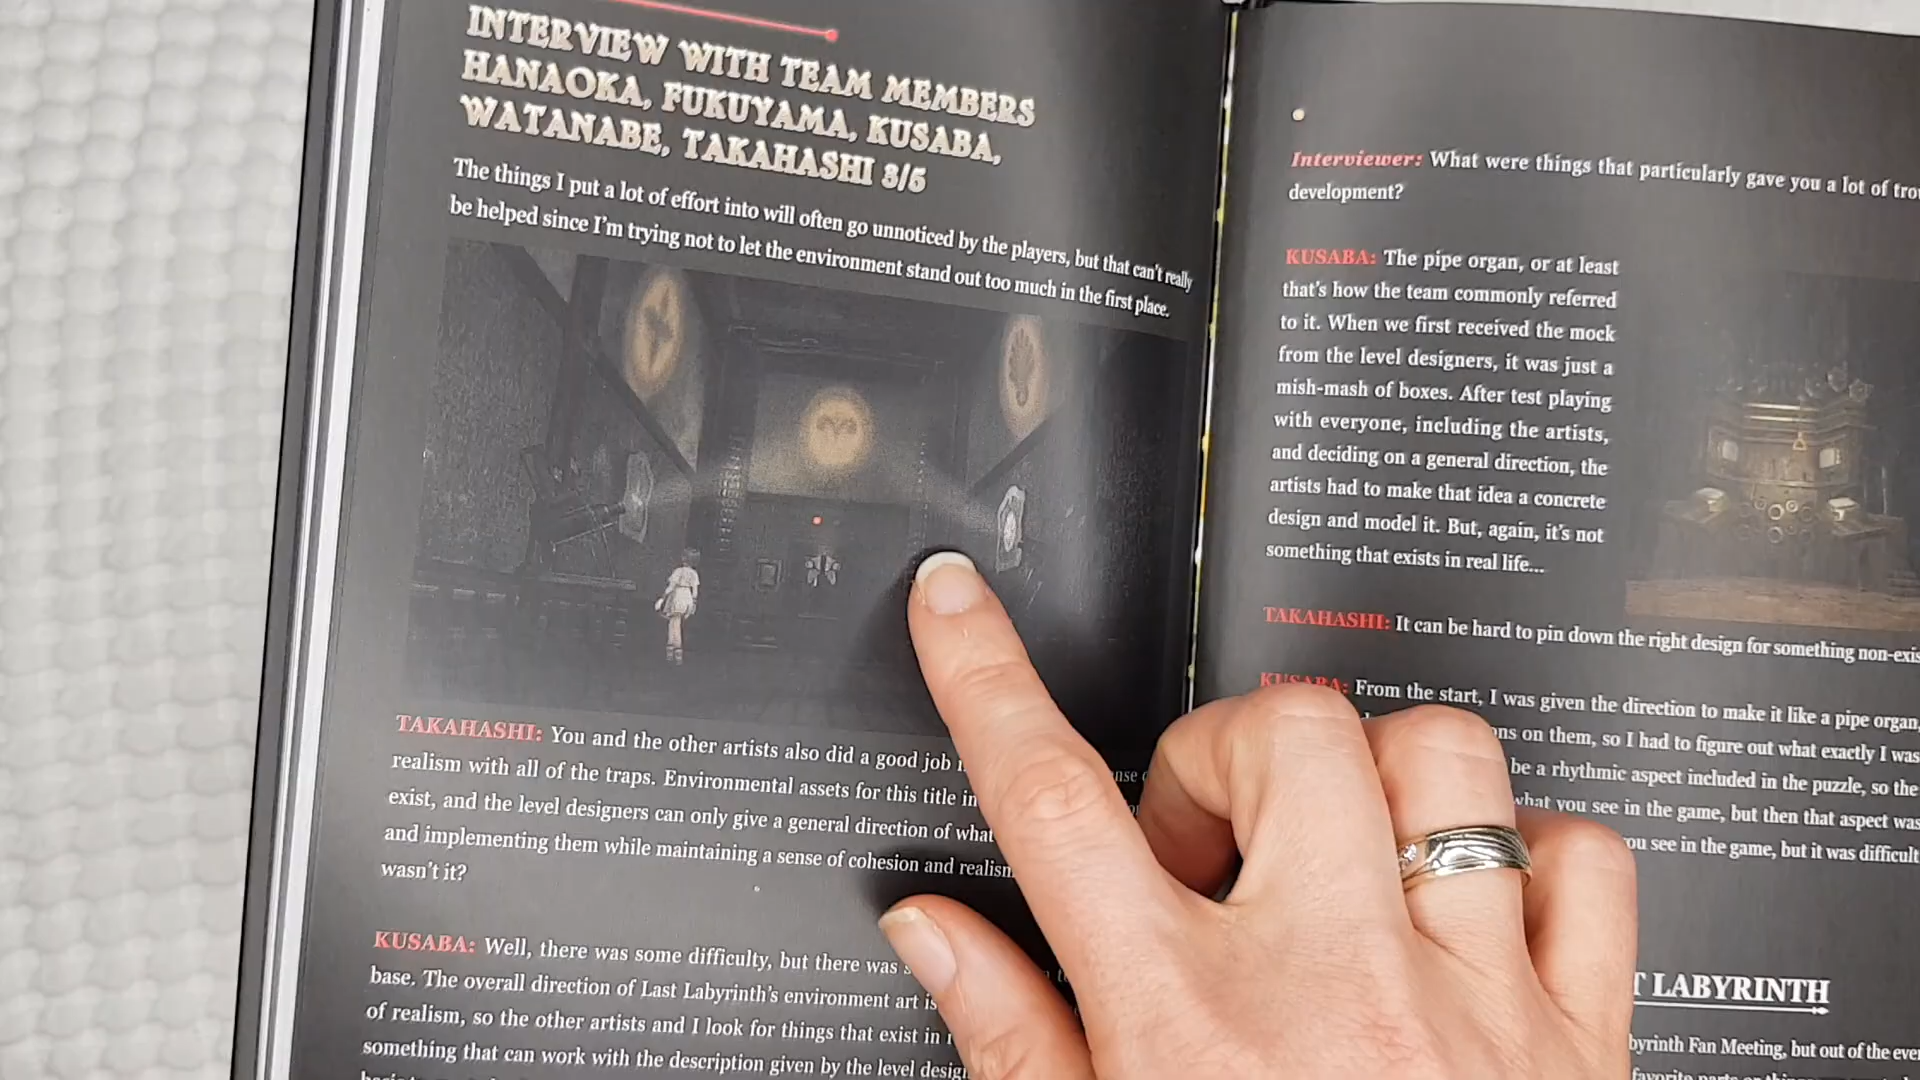 INTERVIEW WITH TEAM MEMBERS
HANAOKA, FUKUYAMA, KUSABA,
WATANABE, TAKAHASHI 3/5
The things I put a lot of effort into will often go unnoticed by the players, but that can't really
be helped since I'm trying not to let the environment stand out too much in the first place.
TAKAHASHI: You and the other artists also did a good job
realism with all of the traps. Environmental assets for this title
exist, and the level designers can only give a general direction of what
and implementing them while maintaining a sense of cohesion and realism
wasn't it?
KUSABA: Well, there was some difficulty, but there was
base. The overall direction of Last Labyrinth's environment art
of realism, so the other artists and I look for things that exist in
something that can work with the description given by the level
Interviewer: What were things that particularly gave you a lot of
development?
KUSABA: The pipe organ, or at least
that's how the team commonly referred
to it. When we first received the mock
from the level designers, it was just a
mish-mash of boxes. After test playing
with everyone, including the artists,
and deciding on a general direction, the
artists had to make that idea a concrete
design and model it. But, again, it's not
something that exists in real life...
TAKAHASHI: It can be hard to pin down the right design for something
KUSABA: From the start, I was given the direction to make it like a pipe organ,
on them, so I had to figure out what exactly I was
be a rhythmic aspect included in the puzzle, so the
what you see in the game, but then that aspect was
you see in the game, but it was difficult
LABYRINTH
Fan Meeting, but out of the
favorite parts or things